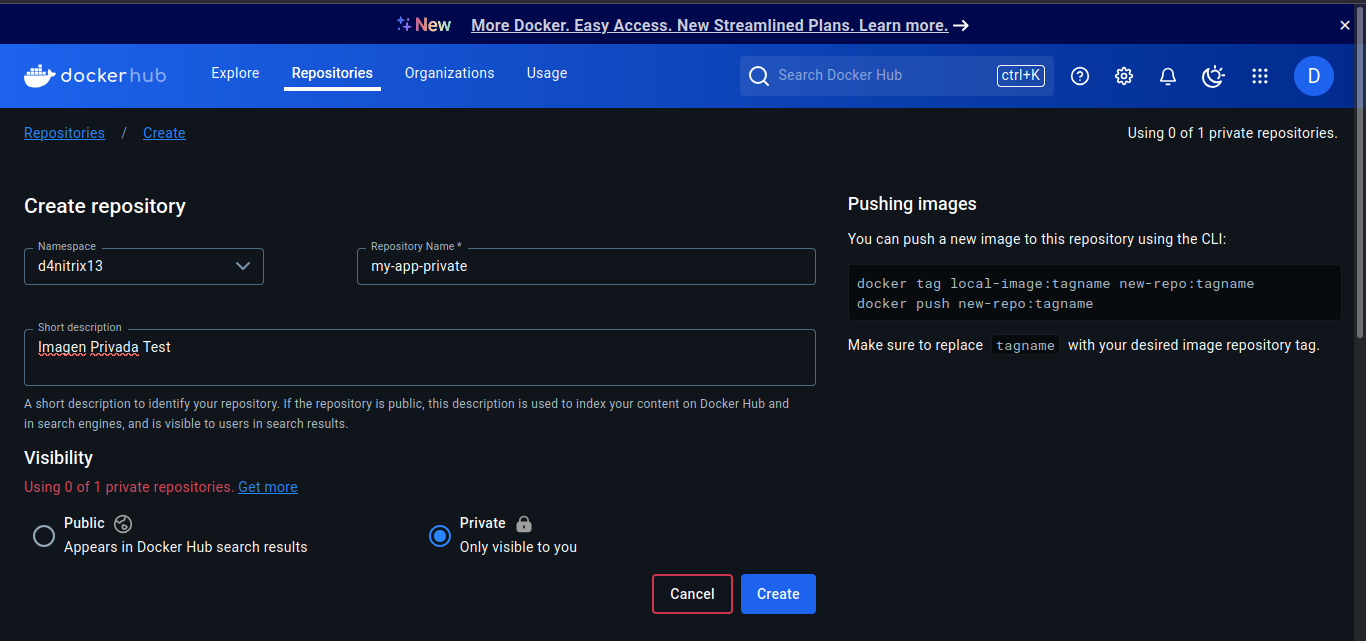 New More Docker. Easy Access. New Streamlined Plans. Learn more. → ×
docker hub Explore Repositories Organizations Usage Search Docker Hub ctrl+K D
Repositories / Create Using 0 of 1 private repositories.
Create repository
Namespace
d4nitrix13
Repository Name *
my-app-private
Short description
Imagen Privada Test
A short description to identify your repository. If the repository is public, this description is used to index your content on Docker Hub and
in search engines, and is visible to users in search results.
Visibility
Using 0 of 1 private repositories. Get more
Public
Appears in Docker Hub search results
Private
Only visible to you
Cancel Create
Pushing images
You can push a new image to this repository using the CLI:
docker tag local-image:tagname new-repo:tagname
docker push new-repo:tagname
Make sure to replace tagname with your desired image repository tag.